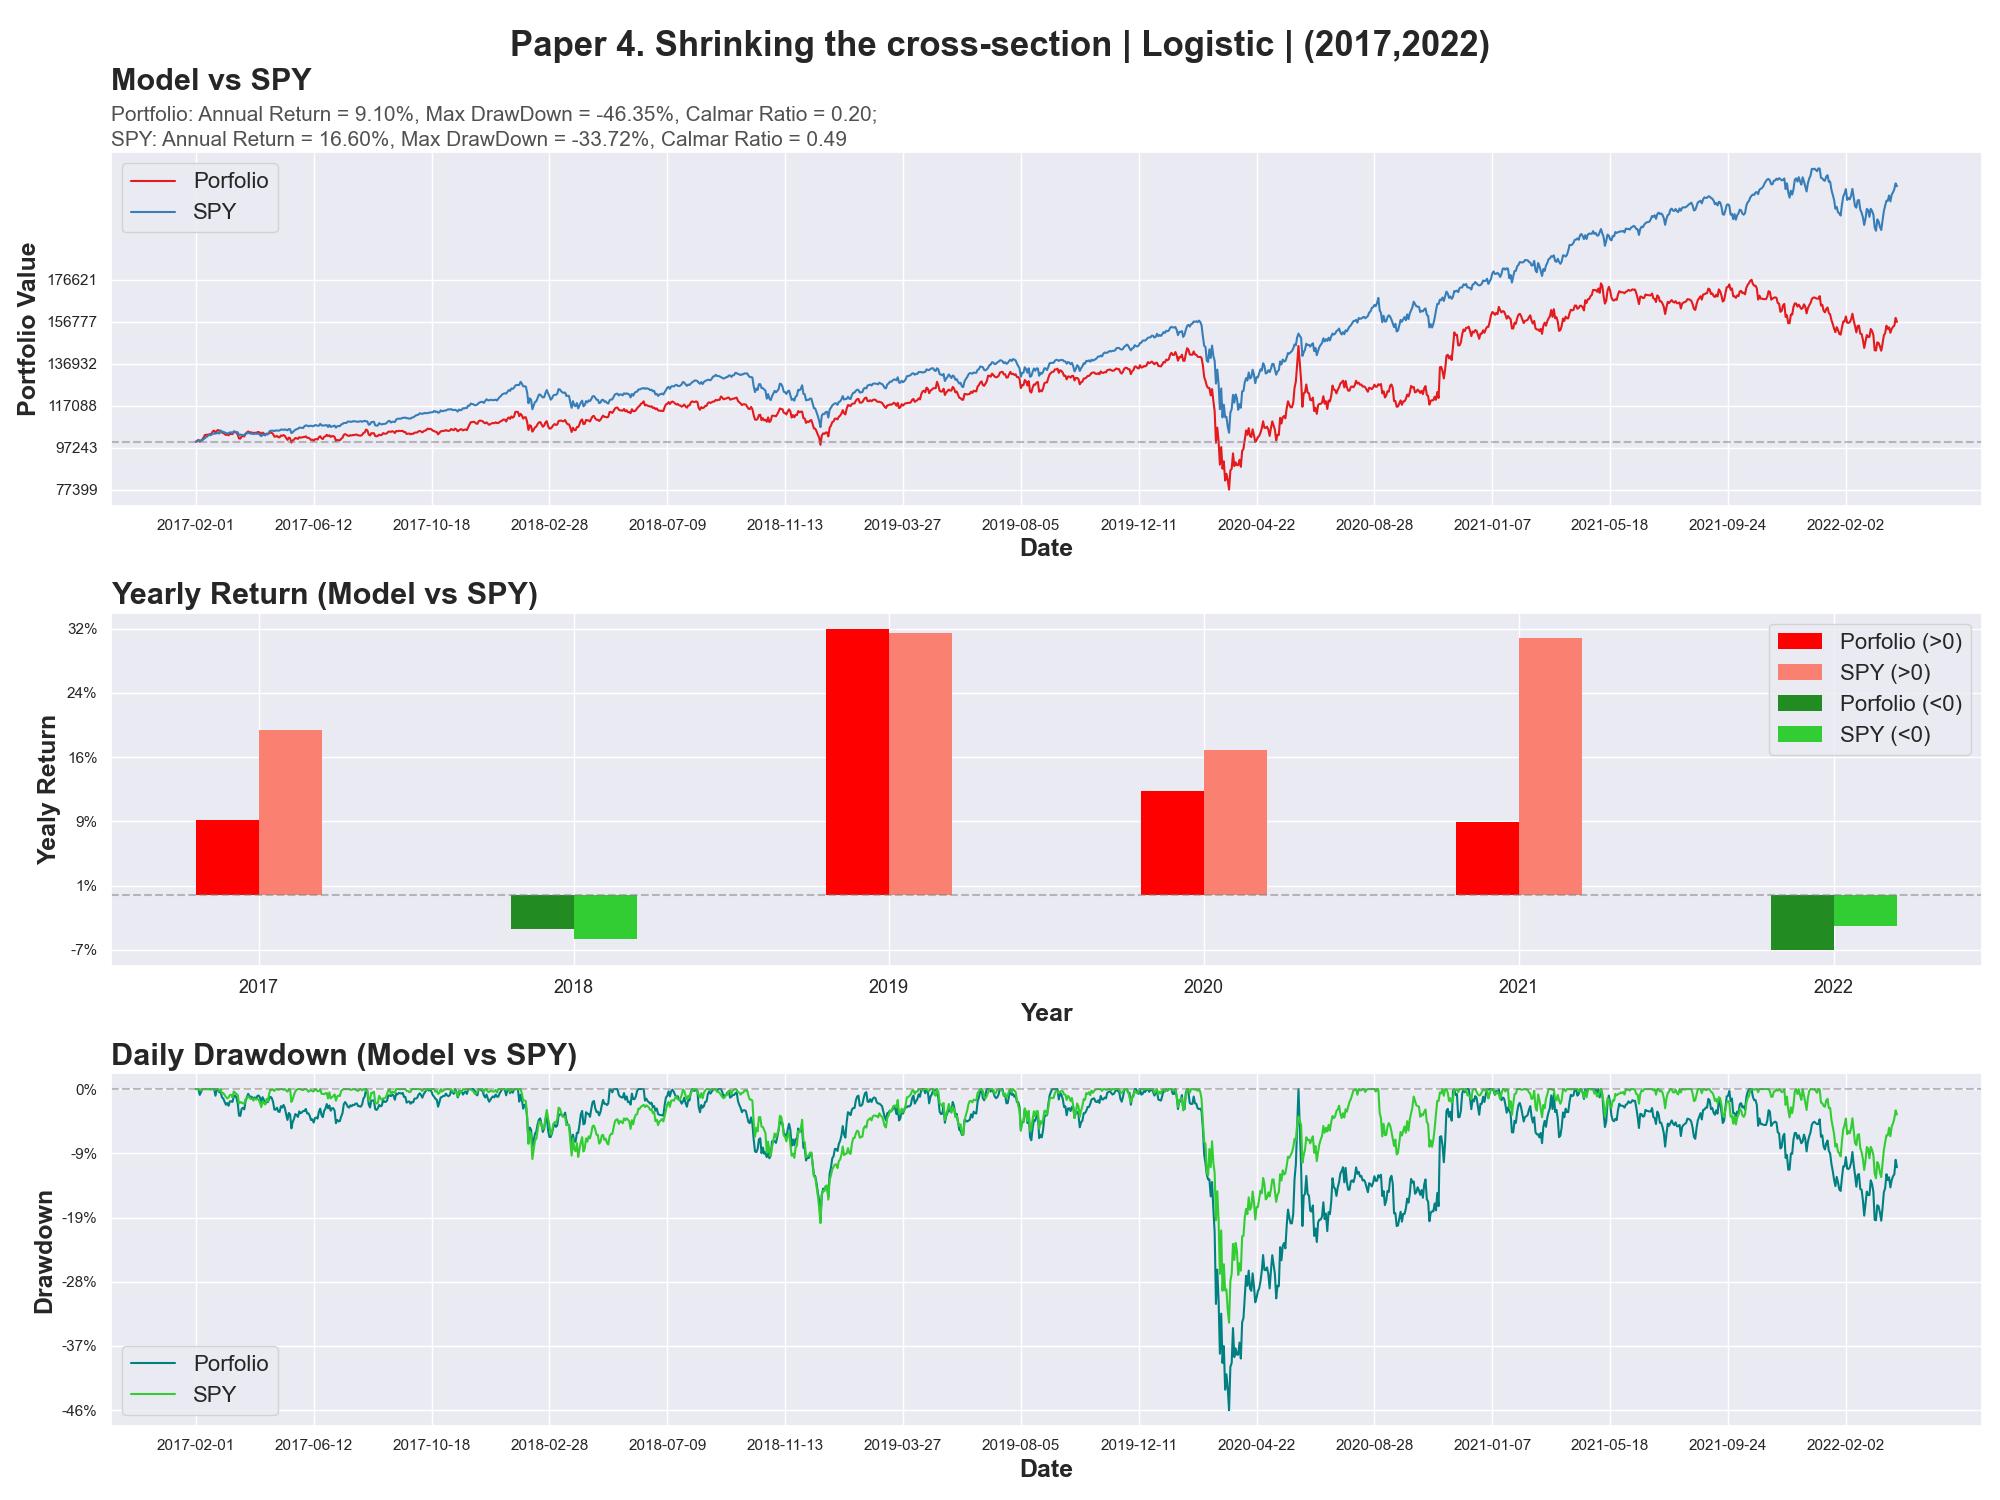 Paper 4. Shrinking the cross-section | Logistic | (2017,2022)
Model vs SPY
Portfolio: Annual Return = 9.10%, Max DrawDown = -46.35%, Calmar Ratio = 0.20;
SPY: Annual Return = 16.60%, Max DrawDown = -33.72%, Calmar Ratio = 0.49
Porfolio
SPY
Portfolio Value
176621
156777
136932
117088
97243
77399
2017-02-01 2017-06-12 2017-10-18 2018-02-28 2018-07-09 2018-11-13 2019-03-27 2019-08-05 2019-12-11 2020-04-22 2020-08-28 2021-01-07 2021-05-18 2021-09-24 2022-02-02
Date
Yearly Return (Model vs SPY)
Porfolio (>0)
SPY (>0)
Porfolio (<0)
SPY (<0)
Yealy Return
32%
24%
16%
9%
1%
-7%
2017 2018 2019 2020 2021 2022
Year
Daily Drawdown (Model vs SPY)
Drawdown
0%
-9%
-19%
-28%
-37%
-46%
Porfolio
SPY
2017-02-01 2017-06-12 2017-10-18 2018-02-28 2018-07-09 2018-11-13 2019-03-27 2019-08-05 2019-12-11 2020-04-22 2020-08-28 2021-01-07 2021-05-18 2021-09-24 2022-02-02
Date